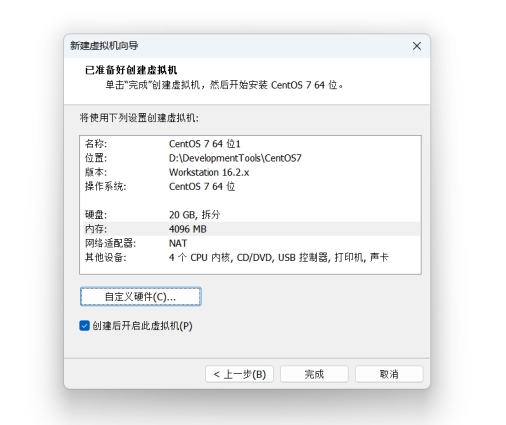 新建虚拟机向导
已准备好创建虚拟机
单击“完成”创建虚拟机，然后开始安装 CentOS 7 64 位。
将使用下列设置创建虚拟机:
名称: CentOS 7 64 位1
位置: D:\DevelopmentTools\CentOS7
版本: Workstation 16.2.x
操作系统: CentOS 7 64 位
硬盘: 20 GB, 拆分
内存: 4096 MB
网络适配器: NAT
其他设备: 4 个 CPU 内核, CD/DVD, USB 控制器, 打印机, 声卡
自定义硬件(C)...
创建后开启此虚拟机(P)
< 上一步(B) 完成 取消